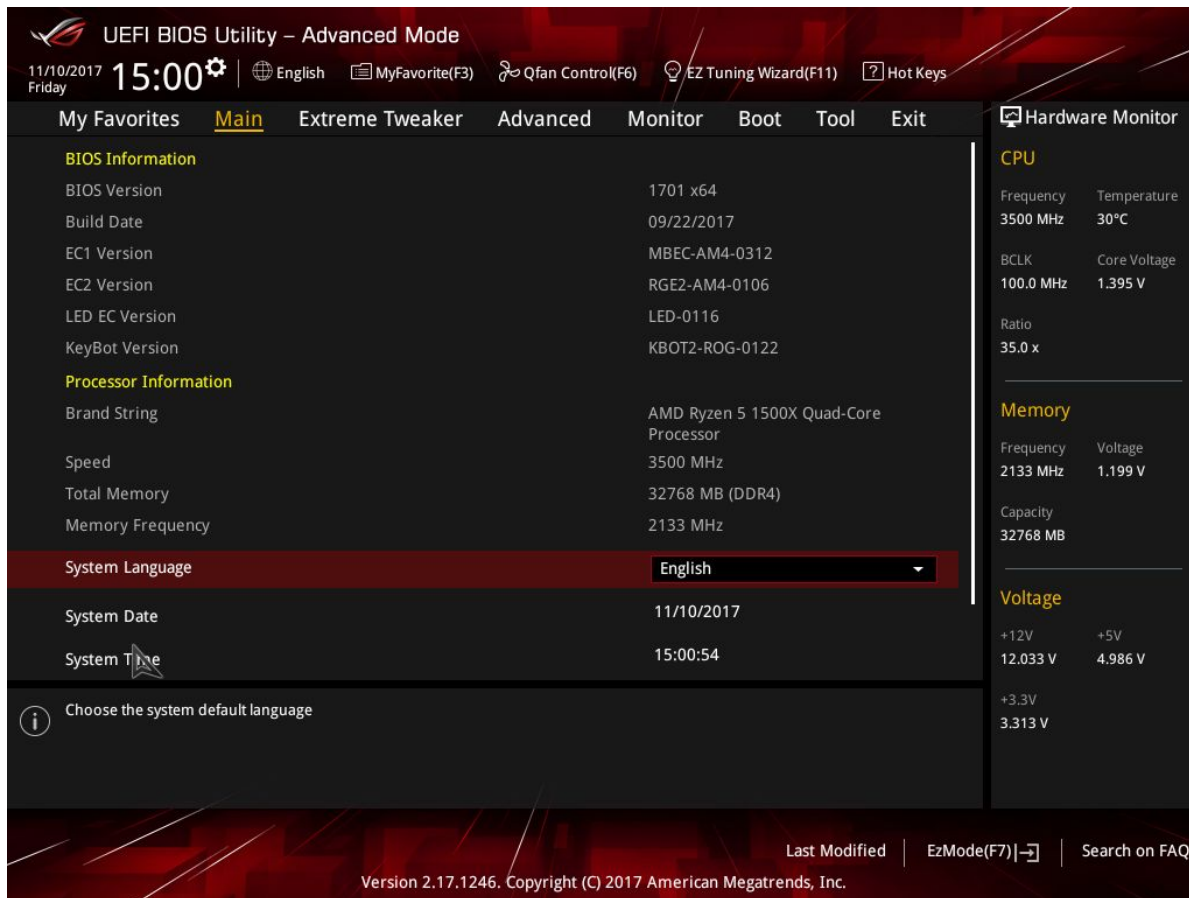 UEFI BIOS Utility – Advanced Mode
11/10/2017
Friday
15:00
English
MyFavorite(F3)
Qfan Control(F6)
EZ Tuning Wizard(F11)
? Hot Keys
My Favorites Main Extreme Tweaker Advanced Monitor Boot Tool Exit
BIOS Information
BIOS Version 1701 x64
Build Date 09/22/2017
EC1 Version MBEC-AM4-0312
EC2 Version RGE2-AM4-0106
LED EC Version LED-0116
KeyBot Version KBOT2-ROG-0122
Processor Information
Brand String AMD Ryzen 5 1500X Quad-Core
Processor
Speed 3500 MHz
Total Memory 32768 MB (DDR4)
Memory Frequency 2133 MHz
System Language English
System Date 11/10/2017
System Time 15:00:54
Choose the system default language
Hardware Monitor
CPU
Frequency Temperature
3500 MHz 30°C
BCLK Core Voltage
100.0 MHz 1.395 V
Ratio
35.0 x
Memory
Frequency Voltage
2133 MHz 1.199 V
Capacity
32768 MB
Voltage
+12V +5V
12.033 V 4.986 V
+3.3V
3.313 V
Last Modified
EzMode(F7)
Search on FAQ
Version 2.17.1246. Copyright (C) 2017 American Megatrends, Inc.